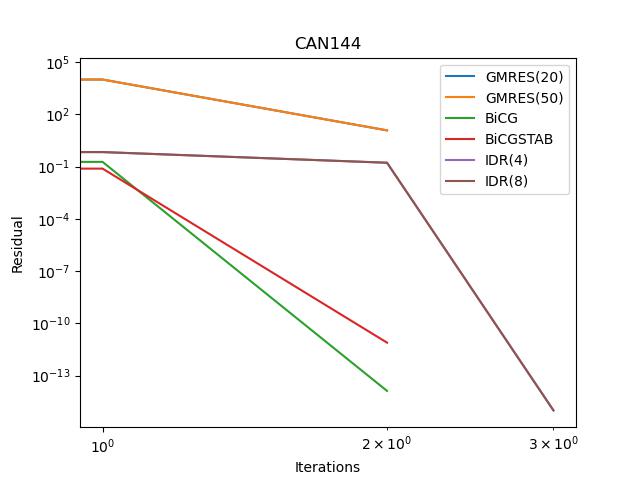 CAN144
10^5
10^2
10^-1
10^-4
10^-7
10^-10
10^-13
Residual
GMRES(20)
GMRES(50)
BiCG
BiCGSTAB
IDR(4)
IDR(8)
10^0
2 × 10^0
3 × 10^0
Iterations